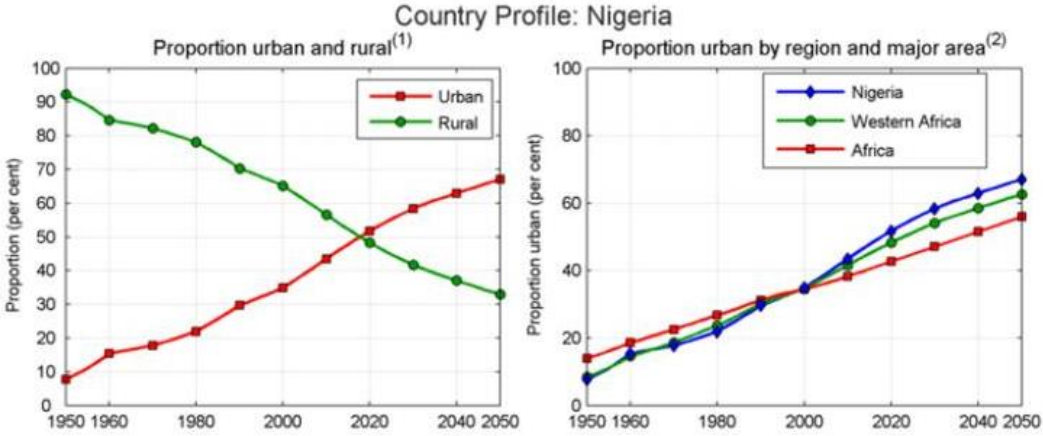 Country Profile: Nigeria
Proportion urban and rural(1)
Proportion (per cent)
100
90
80
70
60
50
40
30
20
10
0
Urban
Rural
1950 1960 1980 2000 2020 2040 2050
Proportion urban by region and major area(2)
Proportion urban (per cent)
100
80
60
40
20
0
Nigeria
Western Africa
Africa
1950 1960 1980 2000 2020 2040 2050